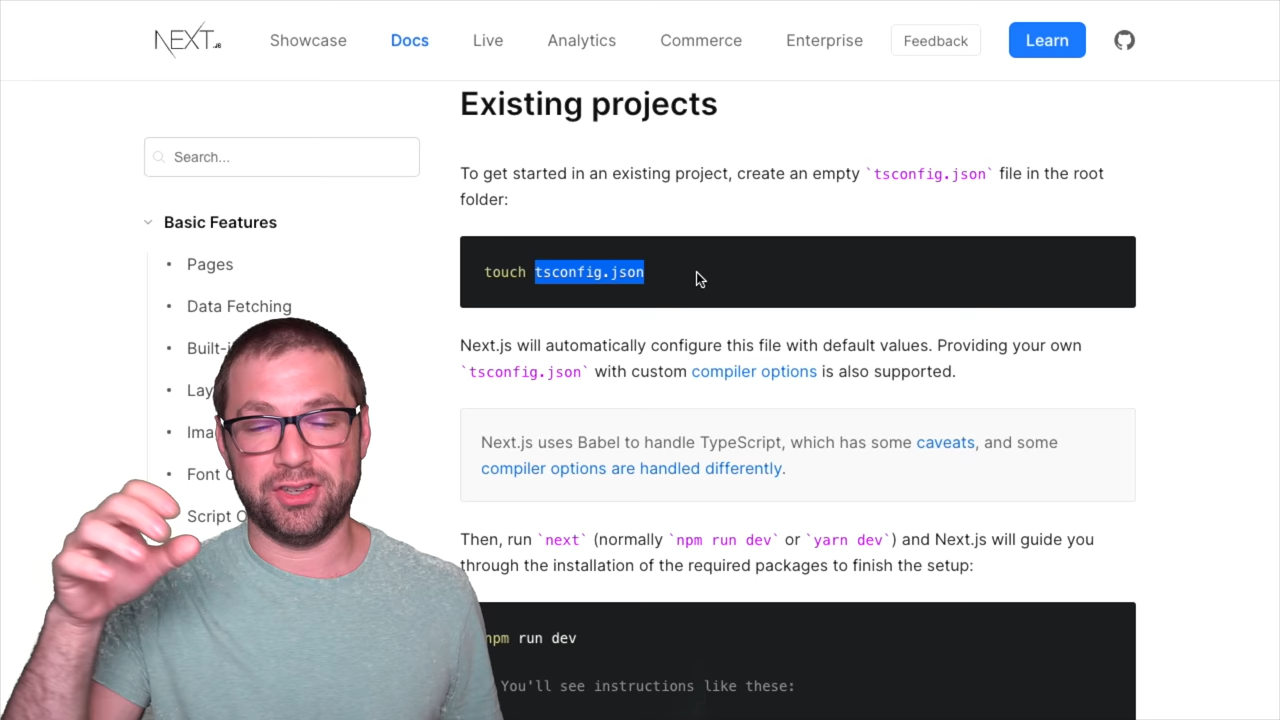 NEXT.JS
Showcase
Docs
Live
Analytics
Commerce
Enterprise
Feedback
Learn
Search...
Basic Features
Pages
Data Fetching
Built-i
Lay
Ima
Font O
Script O
Existing projects
To get started in an existing project, create an empty `tsconfig.json` file in the root
folder:
touch tsconfig.json
Next.js will automatically configure this file with default values. Providing your own
`tsconfig.json` with custom compiler options is also supported.
Next.js uses Babel to handle TypeScript, which has some caveats, and some
compiler options are handled differently.
Then, run `next` (normally `npm run dev` or `yarn dev`) and Next.js will guide you
through the installation of the required packages to finish the setup:
npm run dev
You'll see instructions like these: